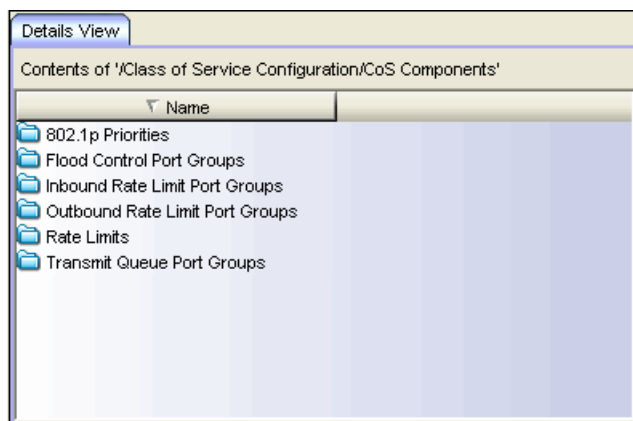 Details View
Contents of '/Class of Service Configuration/CoS Components'
Name
802.1p Priorities
Flood Control Port Groups
Inbound Rate Limit Port Groups
Outbound Rate Limit Port Groups
Rate Limits
Transmit Queue Port Groups